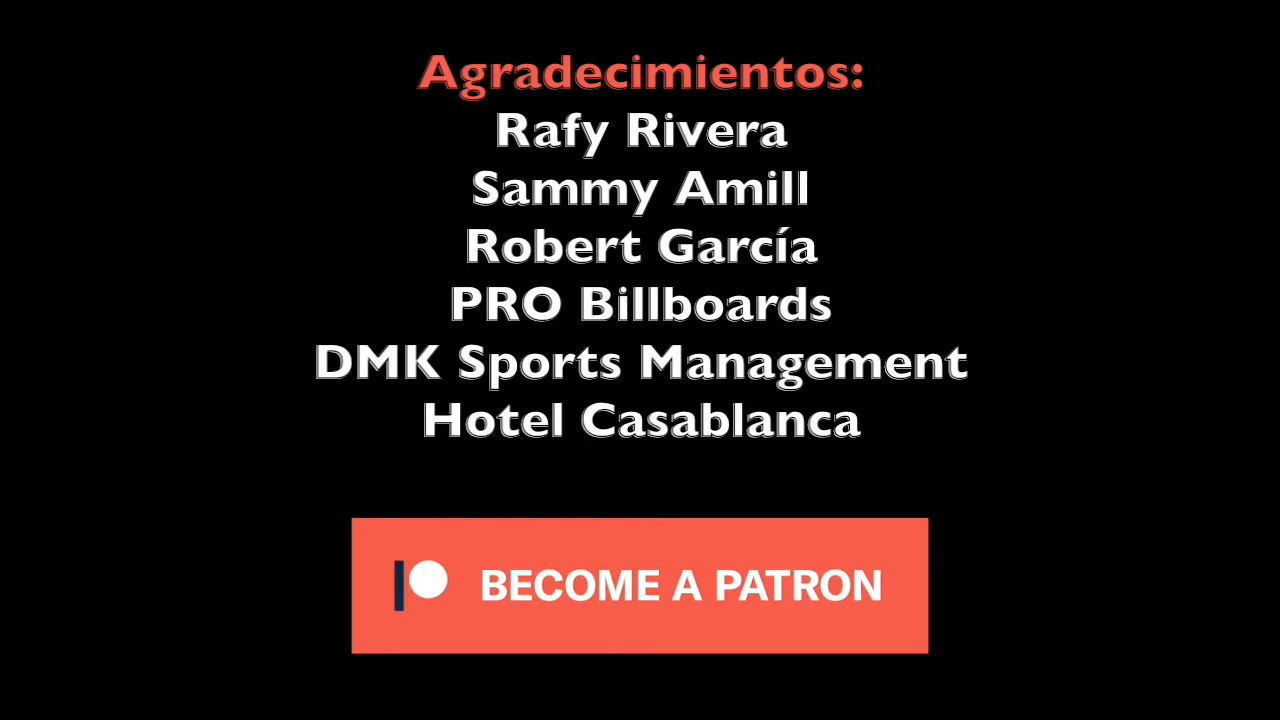 Agradecimientos:
Rafy Rivera
Sammy Amill
Robert García
PRO Billboards
DMK Sports Management
Hotel Casablanca
BECOME A PATRON